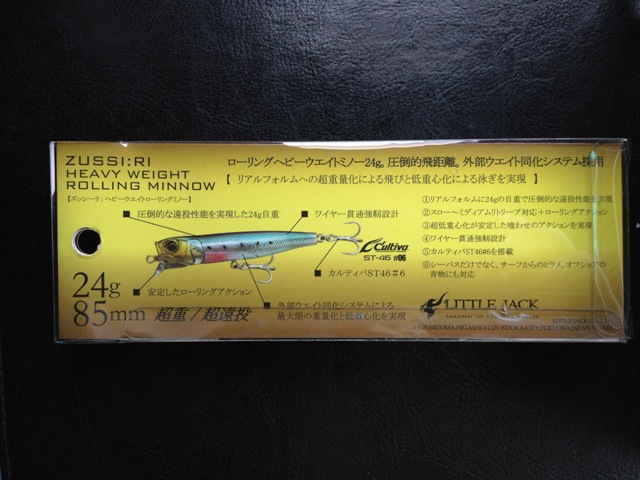 ZUSSI:RI
HEAVY WEIGHT
ROLLING MINNOW
[ズッシーリ:ヘビーウエイトローリングミノー]
ローリングヘビーウエイトミノー24g。圧倒的飛距離。外部ウエイト同化システム採用
【 リアルフォルムへの超重量化による飛びと低重心化による泳ぎを実現 】
■ 圧倒的な遠投性能を実現した24g自重
■ ワイヤー貫通強靭設計
Cultiva
ST-46 #06
■ カルティバST46#6
■ 安定したローリングアクション
■ 外部ウエイト同化システムによる
最大限の重量化と低重心化を実現
24g
85mm 超重/超遠投
①リアルフォルムに24gの自重で圧倒的な遠投性能を実現
②スロー〜ミディアムリトリーブ対応+ローリングアクション
③超低重心化が安定した喰わせのアクションを実現
④ワイヤー貫通強靭設計
⑤カルティバST46#6を搭載
⑥シーバスだけでなく、サーフからのヒラメ、オフショアの
青物にも対応
LITTLE JACK
LITTLE JACK
TOMITOMA,HIGASHI-KU,FUKUOKA-CITY,FUKUOKA,JAPAN